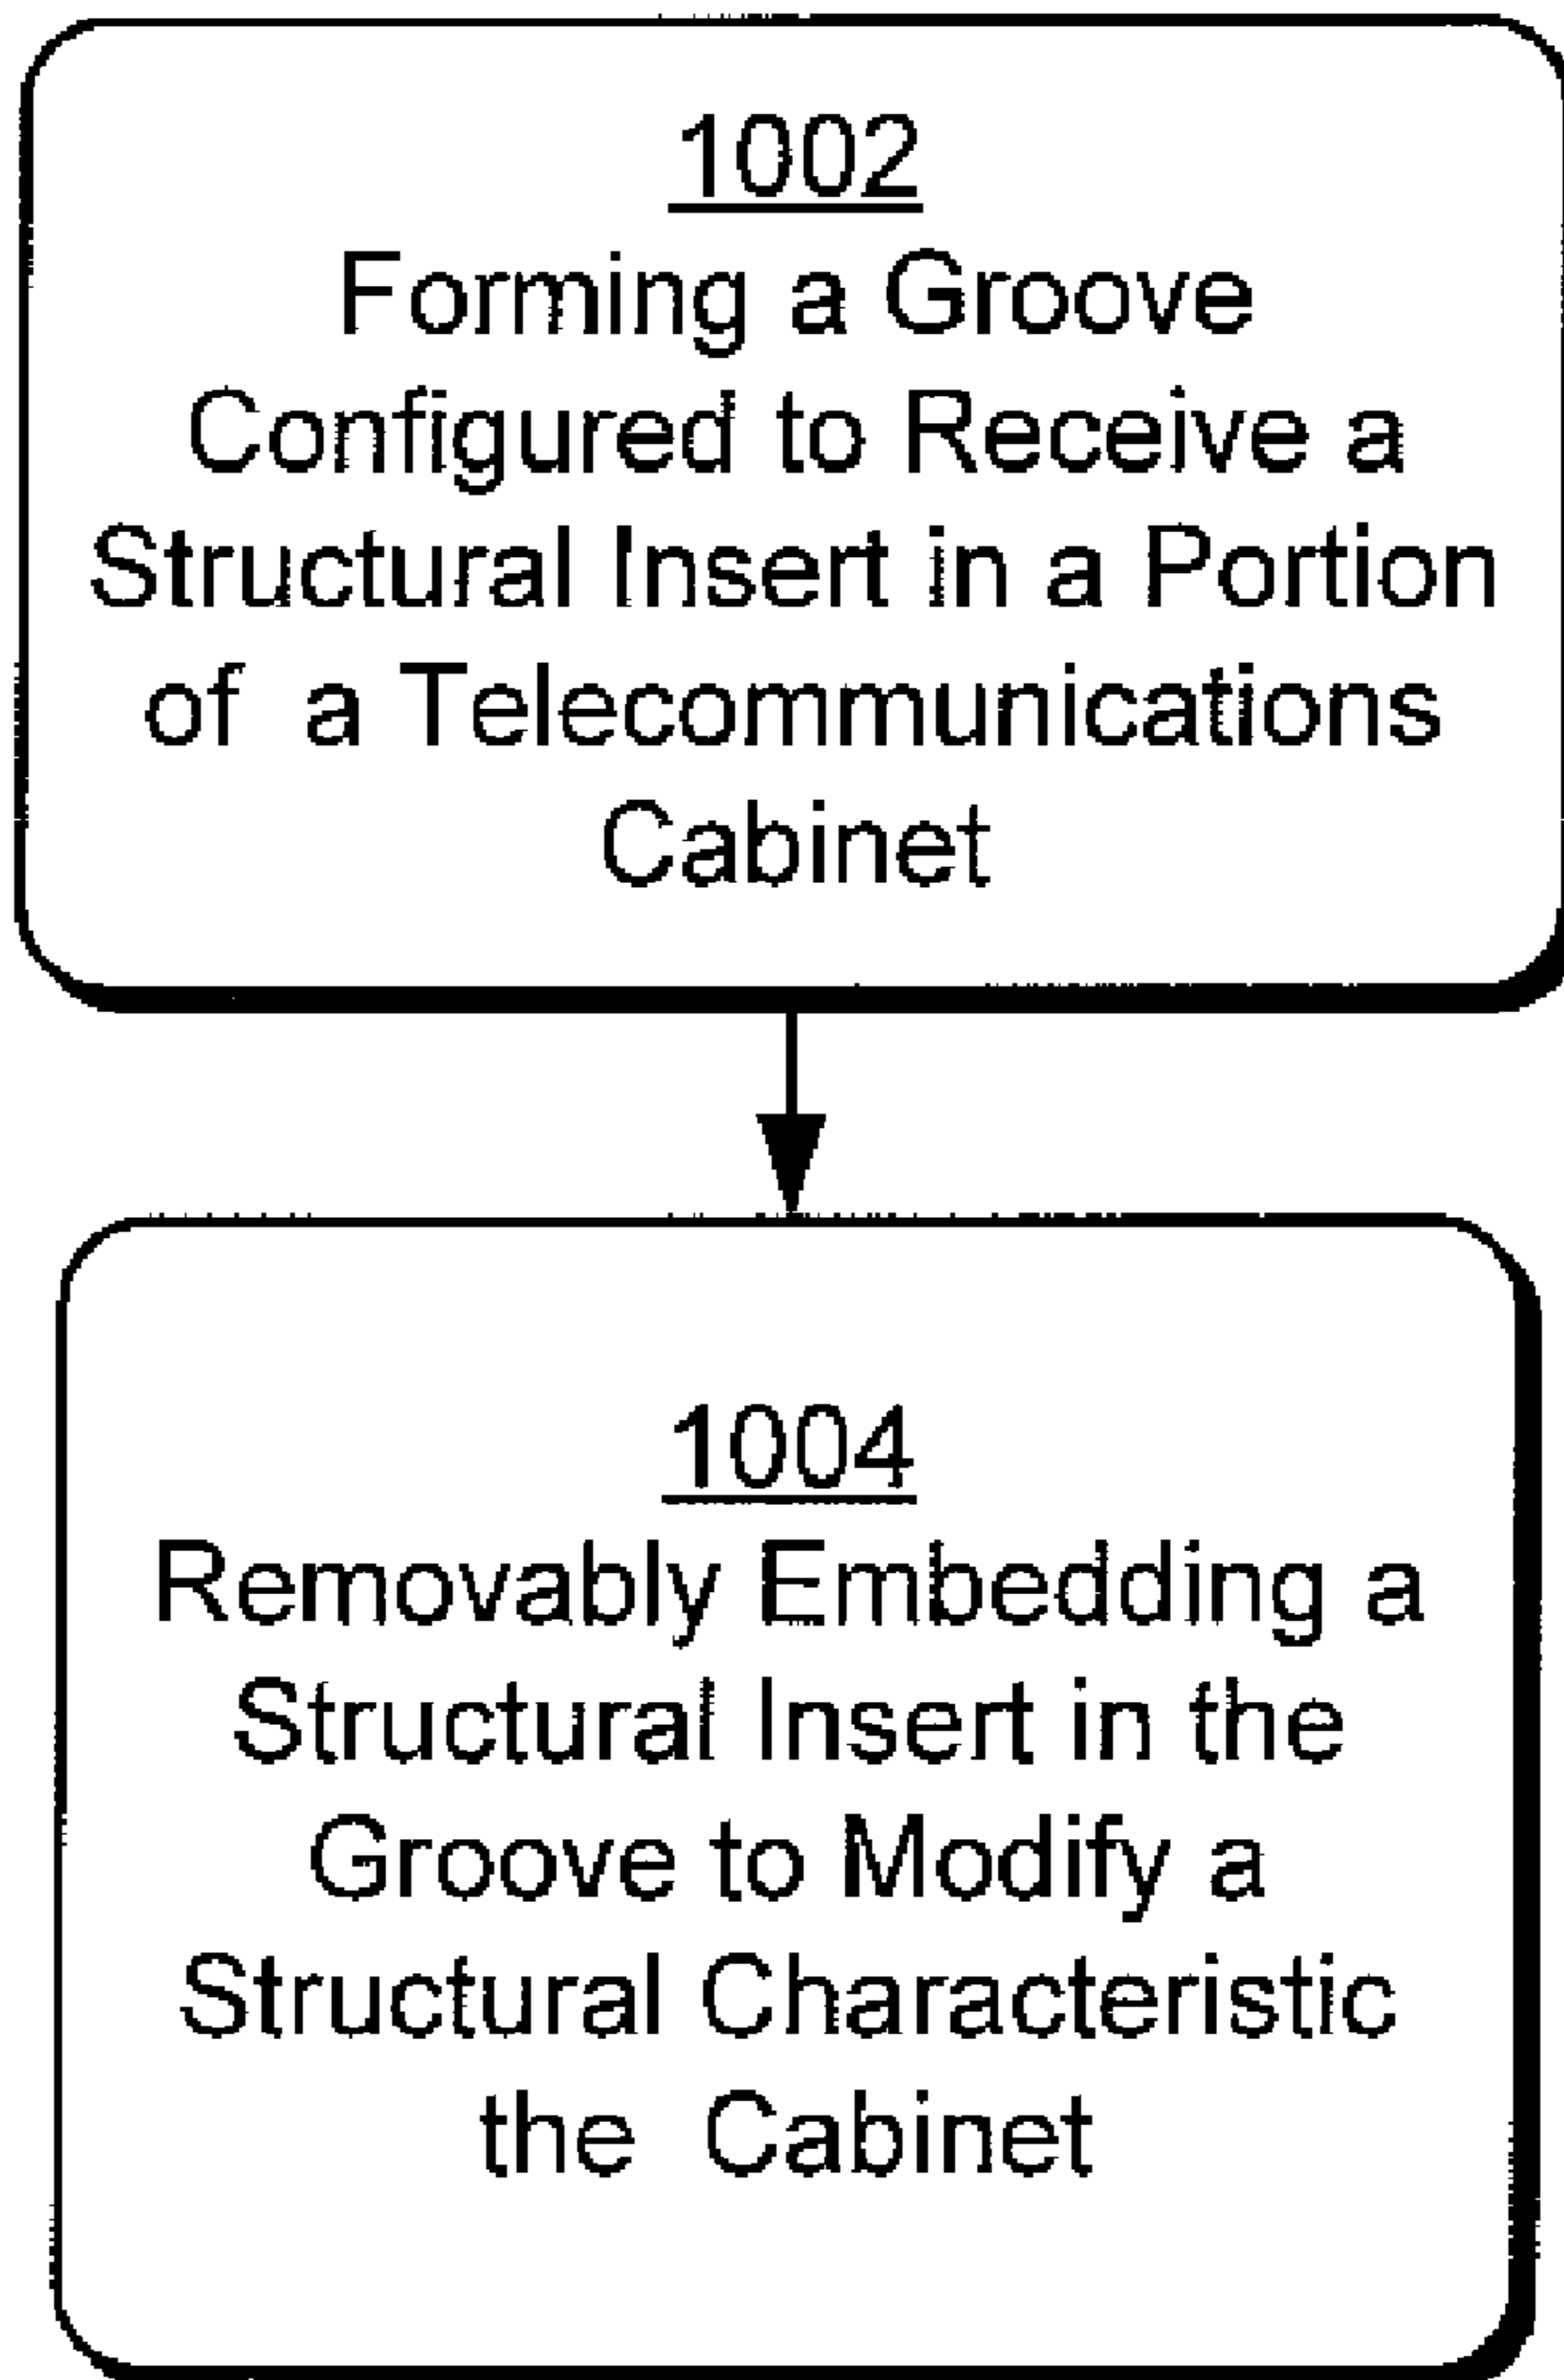 1002
Forming a Groove
Configured to Receive a
Structural Insert in a Portion
of a Telecommunications
Cabinet
1004
Removably Embedding a
Structural Insert in the
Groove to Modify a
Structural Characteristic
the Cabinet